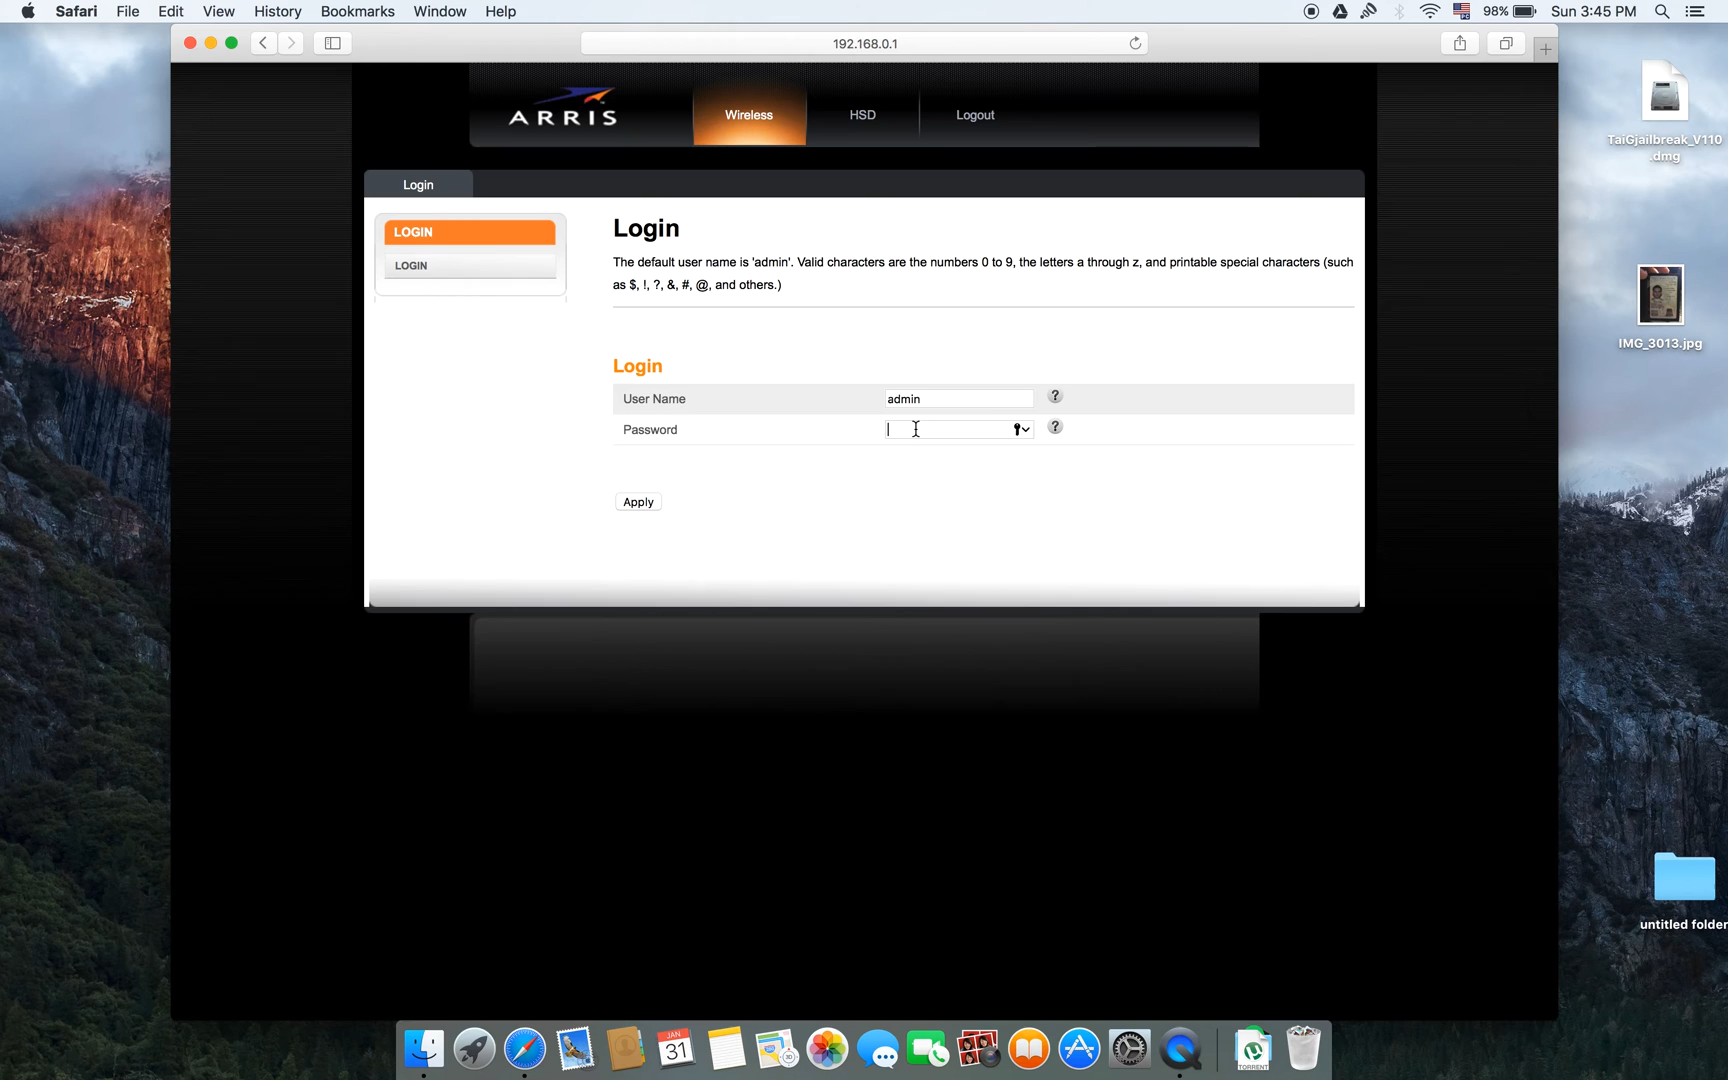 Safari File Edit View History Bookmarks Window Help 98% Sun 3:45 PM
192.168.0.1
ARRIS
Wireless
HSD
Logout
Login
LOGIN
LOGIN
Login
The default user name is 'admin'. Valid characters are the numbers 0 to 9, the letters a through z, and printable special characters (such
as $, !, ?, &, #, @, and others.)
Login
User Name admin ?
Password ?
Apply
TaiGjailbreak_V110
.dmg
IMG_3013.jpg
untitled folder
JAN
31
TORRENT